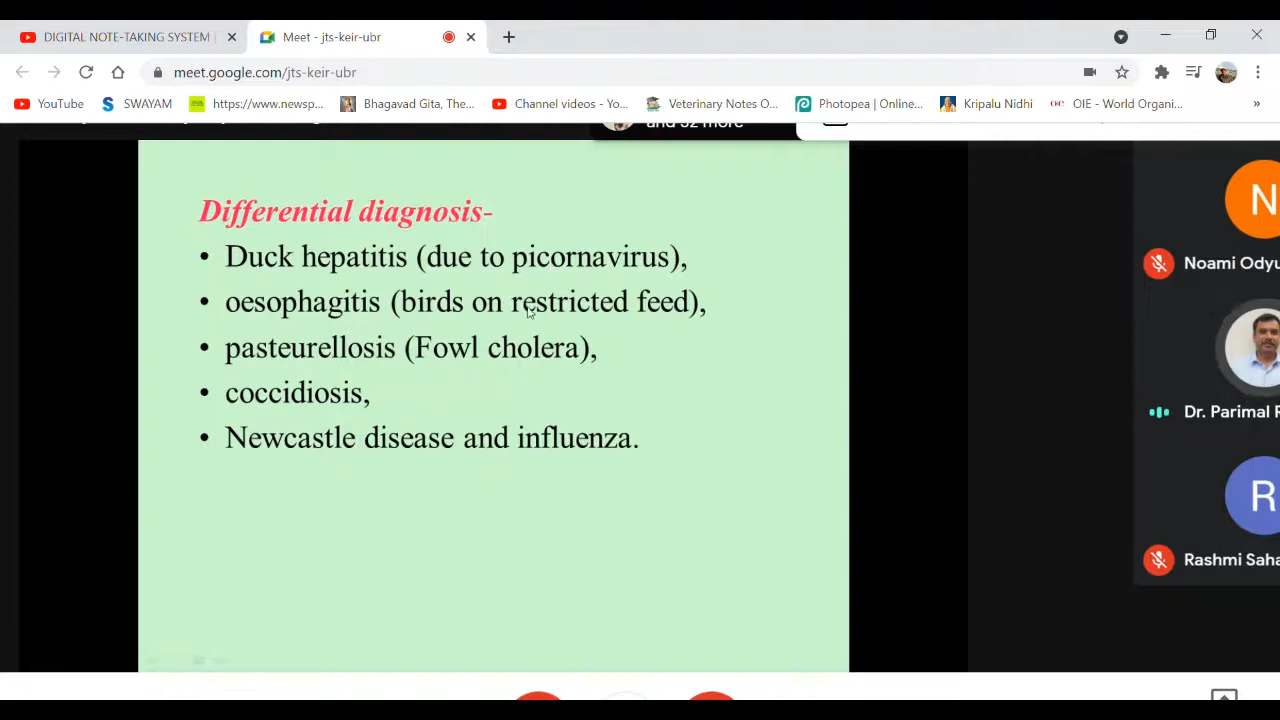 DIGITAL NOTE-TAKING SYSTEM
Meet - jts-keir-ubr
meet.google.com/jts-keir-ubr
YouTube
SWAYAM
https://www.newsp...
Bhagavad Gita, The...
Channel videos - Yo...
Veterinary Notes O...
Photopea | Online...
Kripalu Nidhi
OIE - World Organi...
and 52 more
Differential diagnosis-
• Duck hepatitis (due to picornavirus),
• oesophagitis (birds on restricted feed),
• pasteurellosis (Fowl cholera),
• coccidiosis,
• Newcastle disease and influenza.
N
Noami Odyu
Dr. Parimal R
R
Rashmi Saha